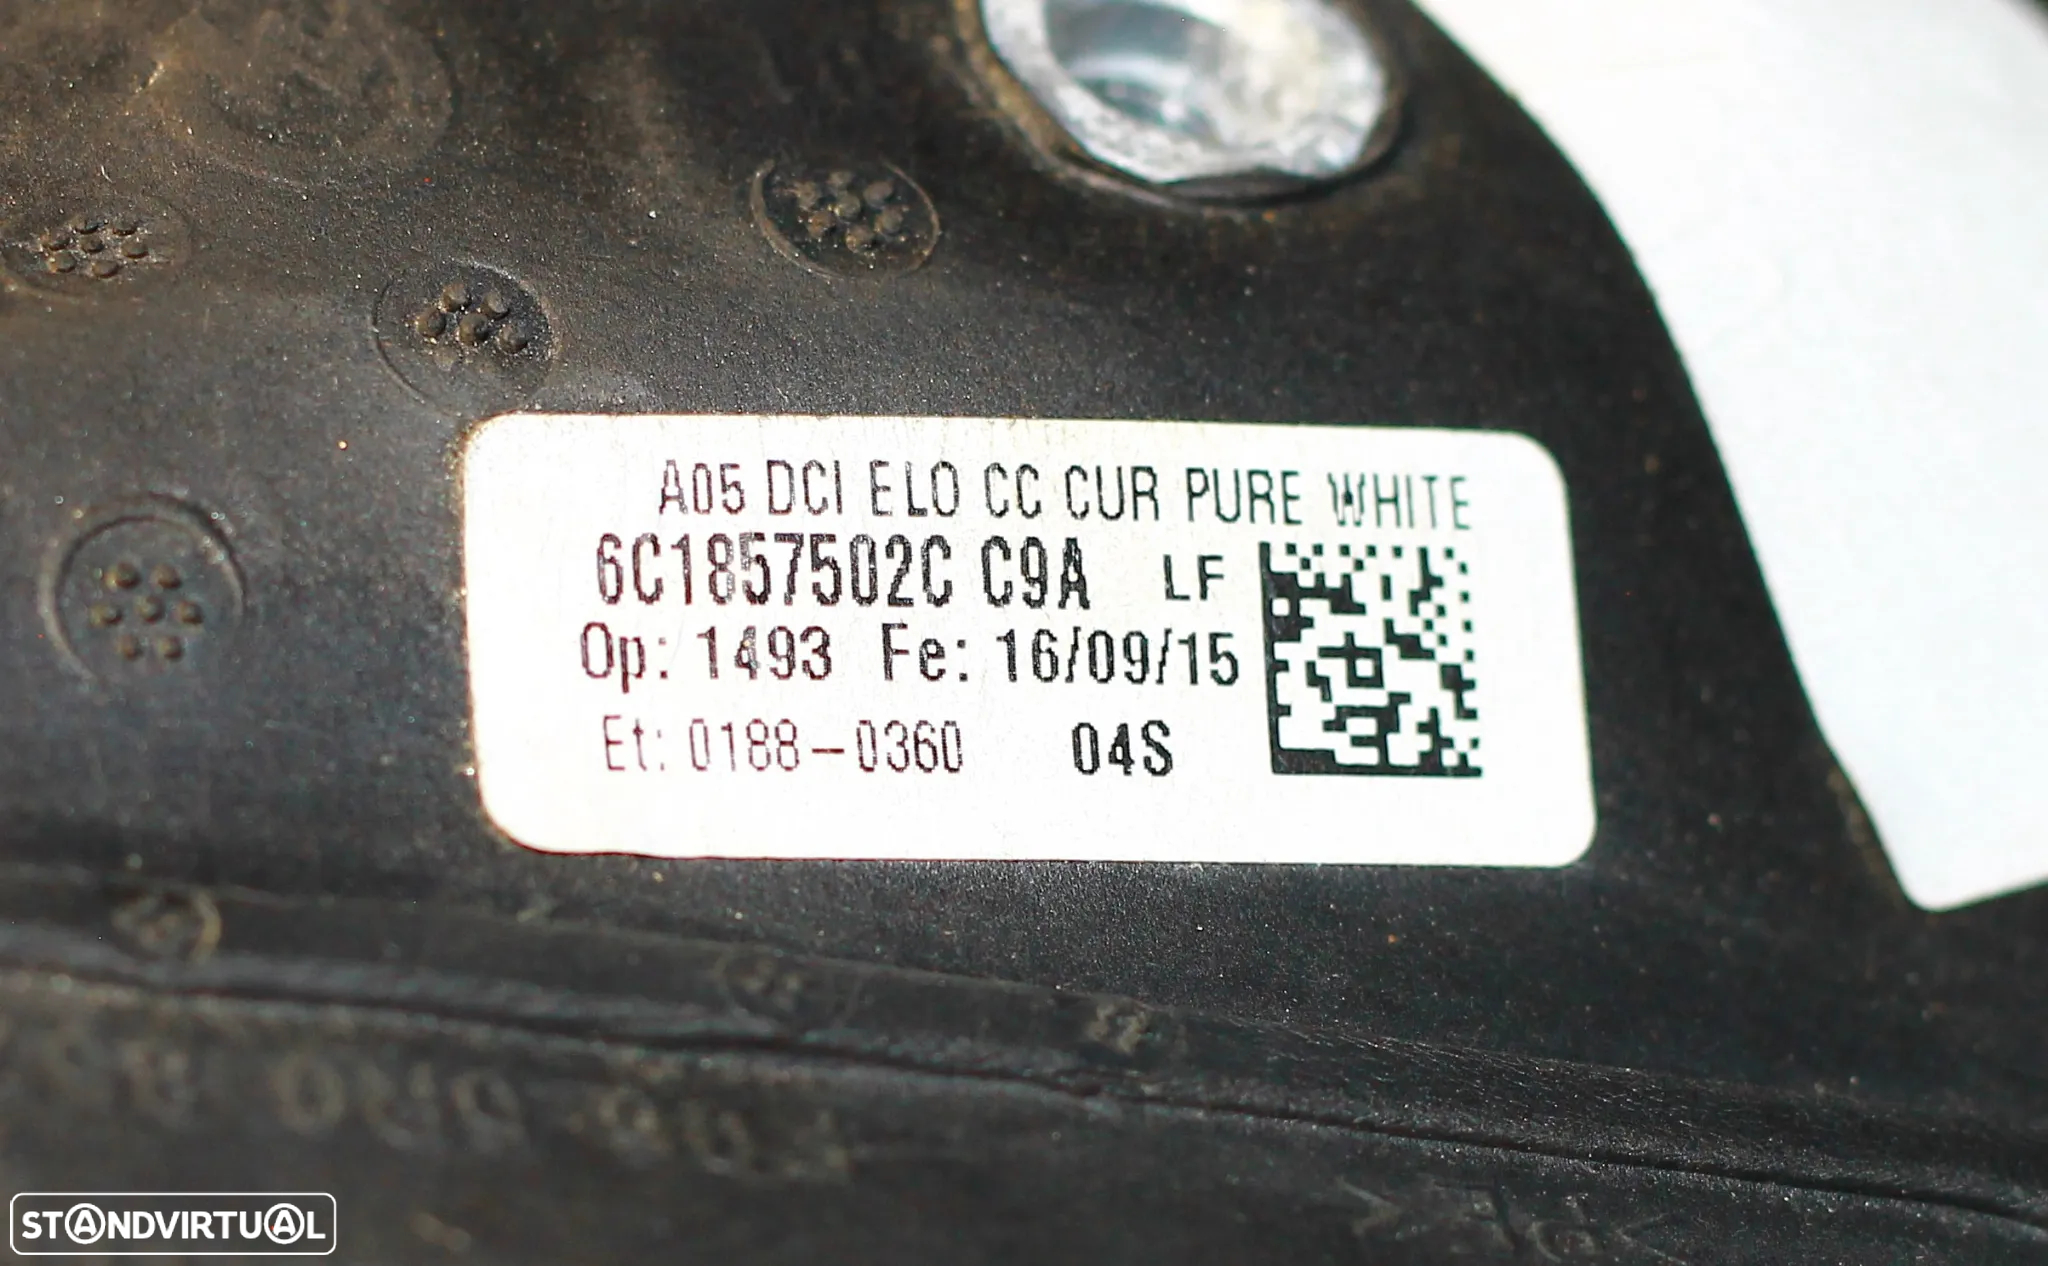 A05 DCI ELO CC CUR PURE WHITE
6C1857502C C9A LF
Op: 1493 Fe: 16/09/15
Et: 0188-0360 04S
STANDVIRTUAL